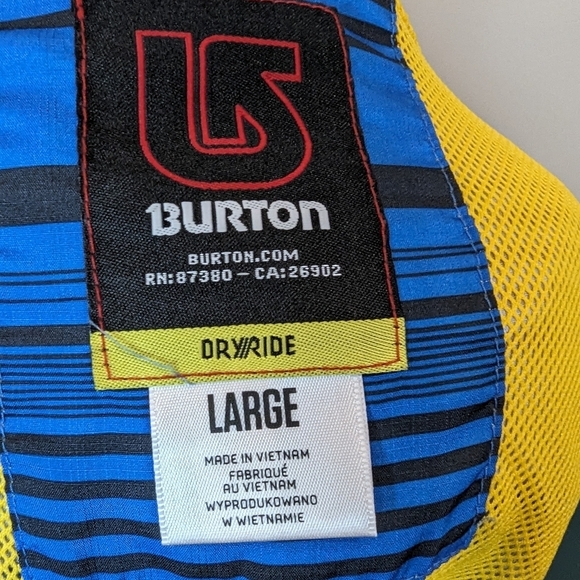 BURTON
BURTON.COM
RN:87380 - CA:26902
DRYRIDE
LARGE
MADE IN VIETNAM
FABRIQUÉ
AU VIETNAM
WYPRODUKOWANO
W WIETNAMIE